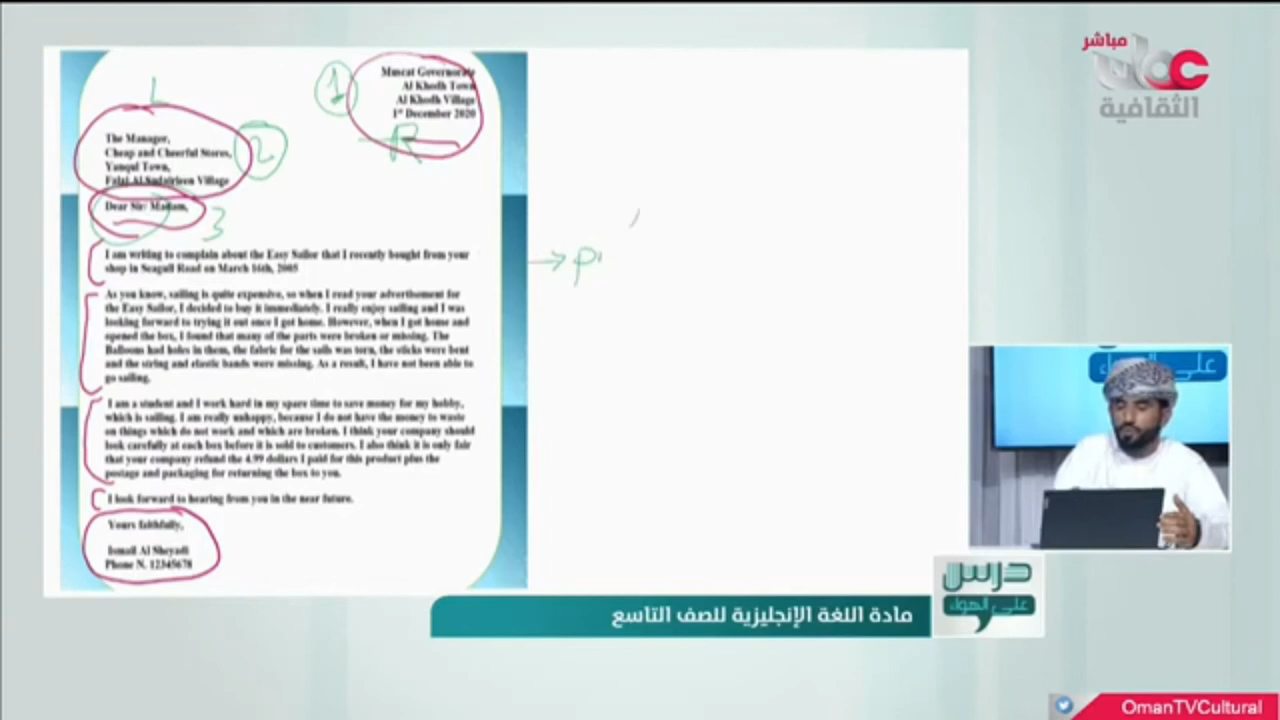 مباشر
عمان
الثقافية
1
Muscat Governorate
Al Khodh Town
Al Khodh Village
1st December 2020
R
L
The Manager,
Cheap and Cheerful Stores,
Yanqul Town,
Falaj Al Sudairieen Village
2
Dear Sir/ Madam,
3
I am writing to complain about the Easy Sailor that I recently bought from your
shop in Seagull Road on March 16th, 2005
As you know, sailing is quite expensive, so when I read your advertisement for
the Easy Sailor, I decided to buy it immediately. I really enjoy sailing and I was
looking forward to trying it out once I got home. However, when I got home and
opened the box, I found that many of the parts were broken or missing. The
Balloons had holes in them, the fabric for the sails was torn, the sticks were bent
and the string and elastic bands were missing. As a result, I have not been able to
go sailing.
I am a student and I work hard in my spare time to save money for my hobby,
which is sailing. I am really unhappy, because I do not have the money to waste
on things which do not work and which are broken. I think your company should
look carefully at each box before it is sold to customers. I also think it is only fair
that your company refund the 4.99 dollars I paid for this product plus the
postage and packaging for returning the box to you.
I look forward to hearing from you in the near future.
Yours faithfully,
Ismail Al Sheyadi
Phone N. 12345678
→ p
على الهواء
درس
على الهواء
مادة اللغة الإنجليزية للصف التاسع
OmanTVCultural